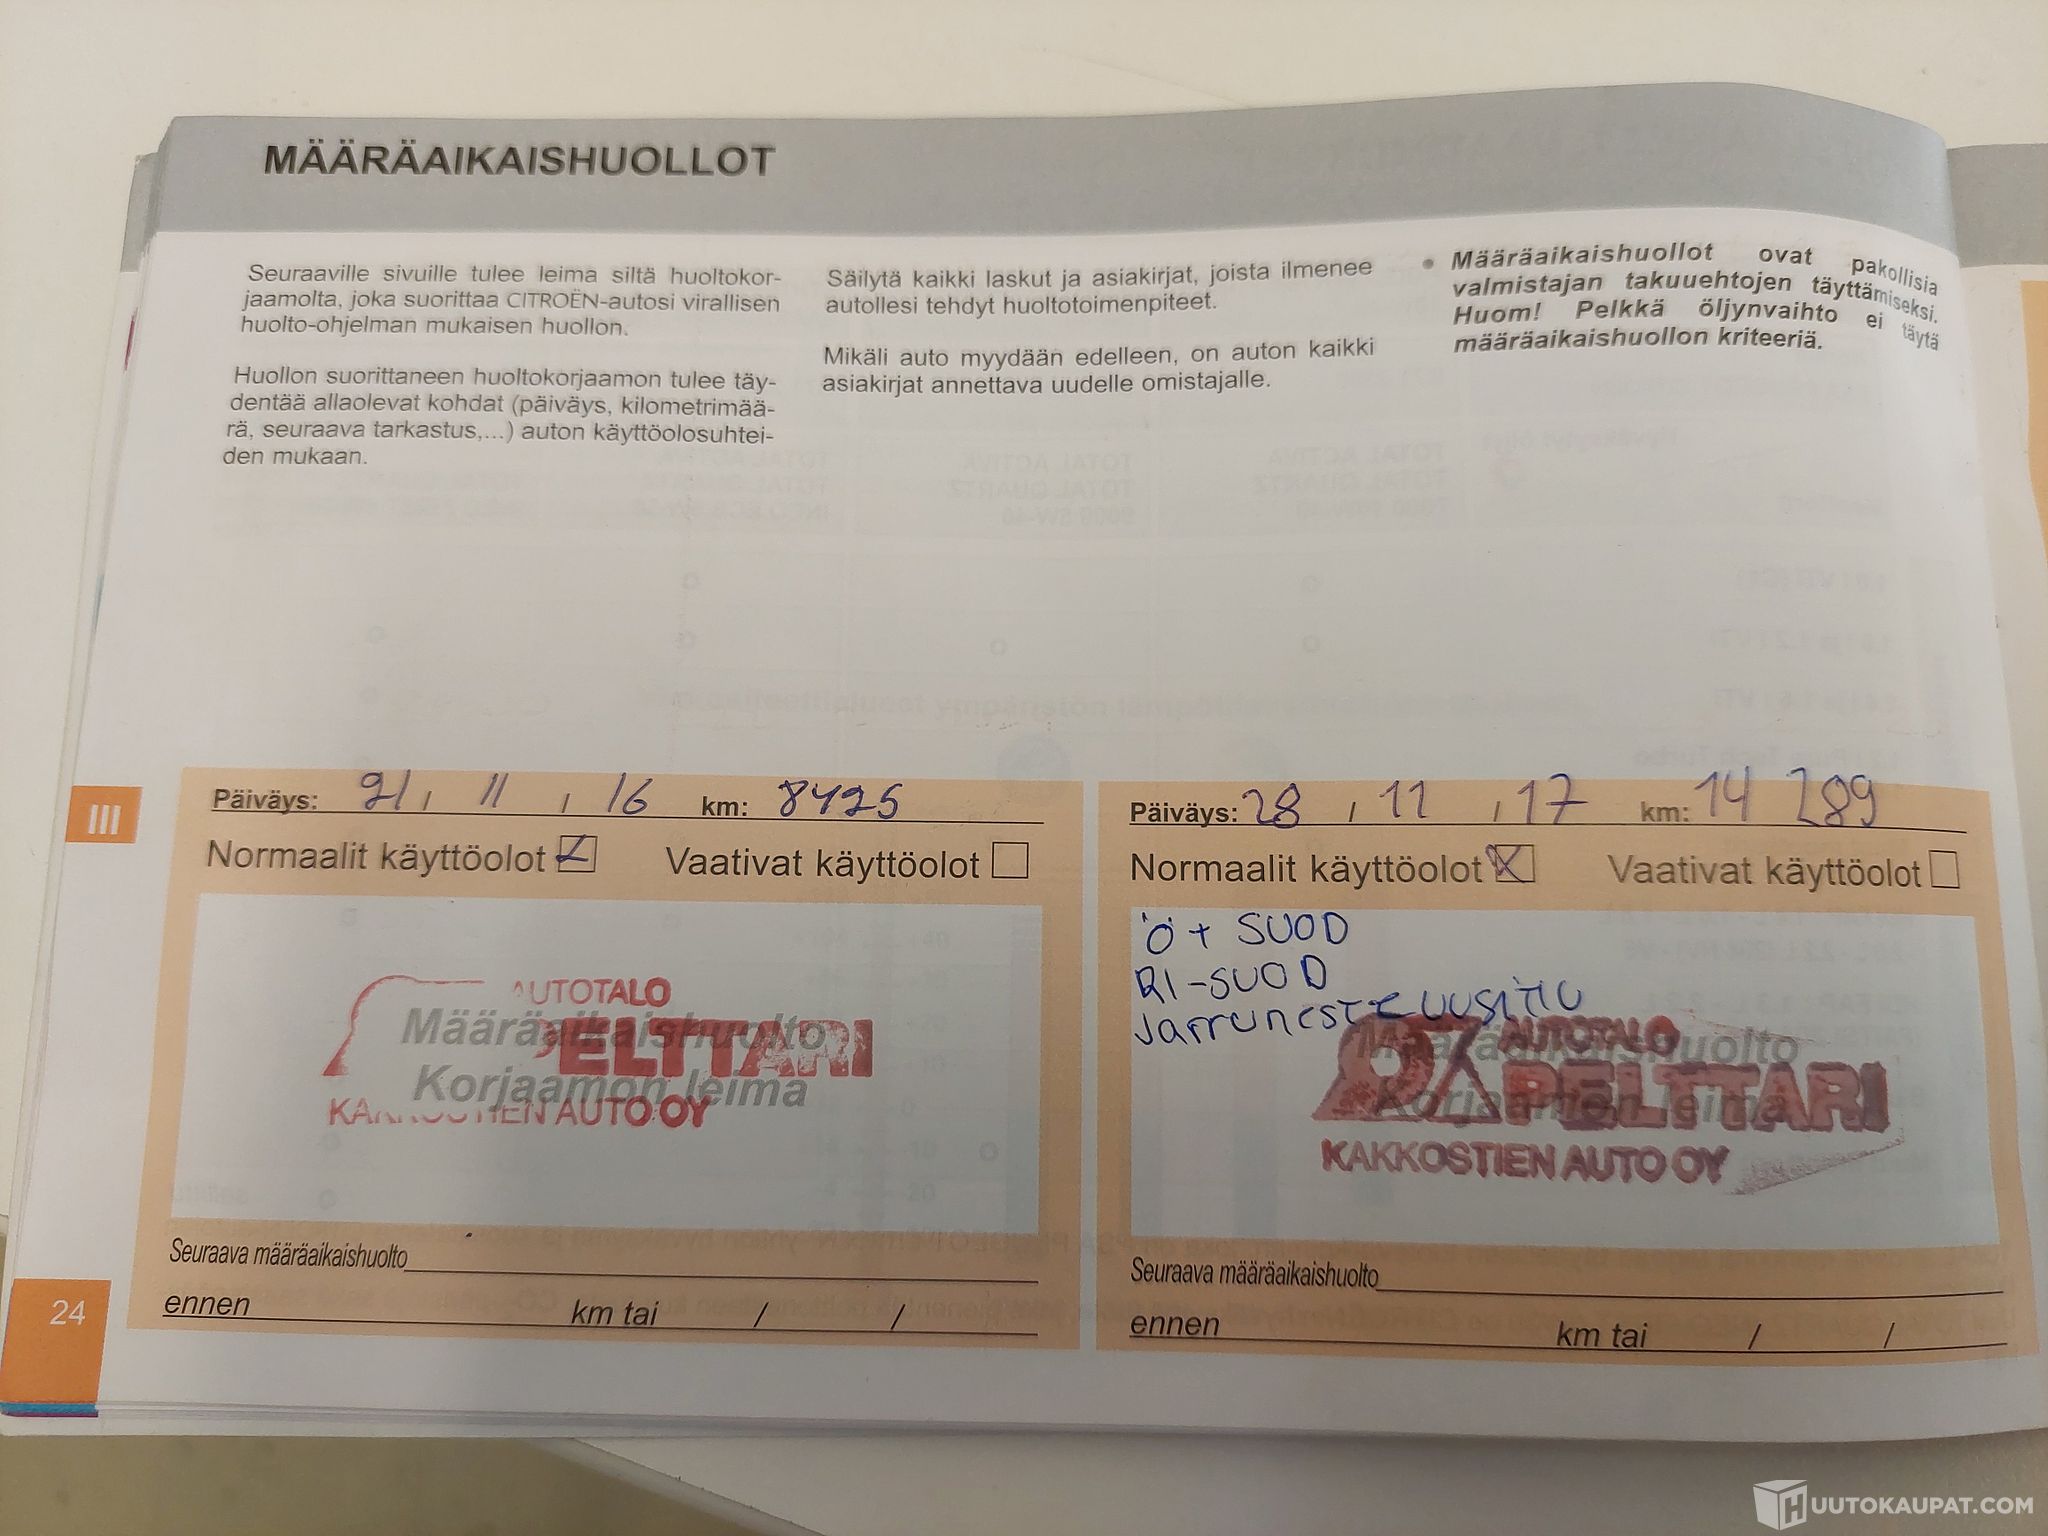 MÄÄRÄAIKAISHUOLLOT
Seuraaville sivuille tulee leima siltä huoltokor-
jaamolta, joka suorittaa CITROËN-autosi virallisen
huolto-ohjelman mukaisen huollon.
Huollon suorittaneen huoltokorjaamon tulee täy-
dentää allaolevat kohdat (päiväys, kilometrimää-
rä, seuraava tarkastus,...) auton käyttöolosuhtei-
den mukaan.
Säilytä kaikki laskut ja asiakirjat, joista ilmenee
autollesi tehdyt huoltotoimenpiteet.
Mikäli auto myydään edelleen, on auton kaikki
asiakirjat annettava uudelle omistajalle.
• Määräaikaishuollot ovat pakollisia
valmistajan takuuehtojen täyttämiseksi.
Huom! Pelkkä öljynvaihto ei täytä
määräaikaishuollon kriteeriä.
III
Päiväys: 21 / 11 / 16 km: 8425
Normaalit käyttöolot Vaativat käyttöolot
AUTOTALO
Määräaikaishuolto
PELTTARI
Korjaamon leima
KAKKOSTIEN AUTO OY
Seuraava määräaikaishuolto
ennen km tai / /
Päiväys: 28 / 11 / 17 km: 14 289
Normaalit käyttöolot Vaativat käyttöolot
Ö + SUOD
RI-SUOD
Jarruneste uusittu
AUTOTALO
Määräaikaishuolto
PELTTARI
Korjaamon leima
KAKKOSTIEN AUTO OY
Seuraava määräaikaishuolto
ennen km tai / /
24
HUUTOKAUPAT.COM